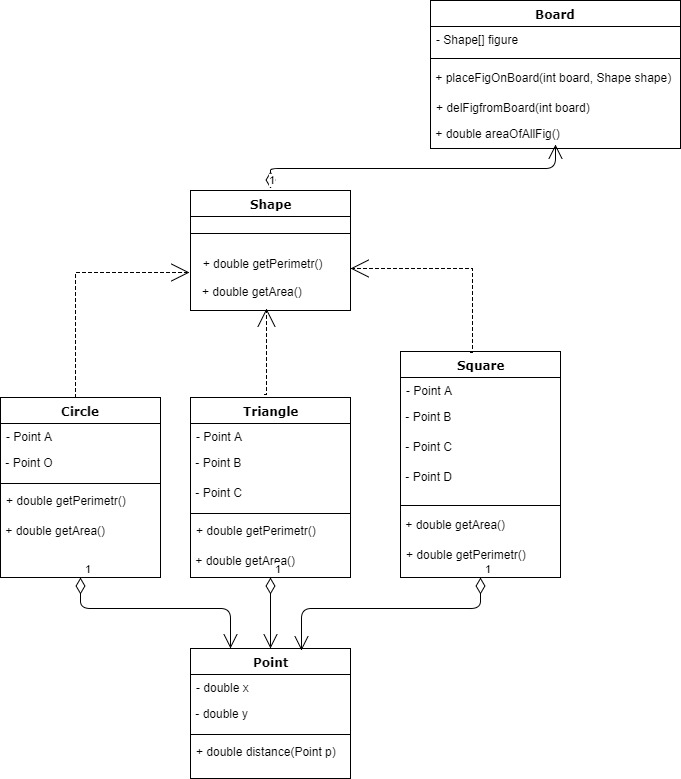 Board
- Shape[] figure
+ placeFigOnBoard(int board, Shape shape)
+ delFigfromBoard(int board)
+ double areaOfAllFig()
1
Shape
+ double getPerimetr()
+ double getArea()
Circle
- Point A
- Point O
+ double getPerimetr()
+ double getArea()
1
Triangle
- Point A
- Point B
- Point C
+ double getPerimetr()
+ double getArea()
1
Square
- Point A
- Point B
- Point C
- Point D
+ double getArea()
+ double getPerimetr()
1
Point
- double x
- double y
+ double distance(Point p)